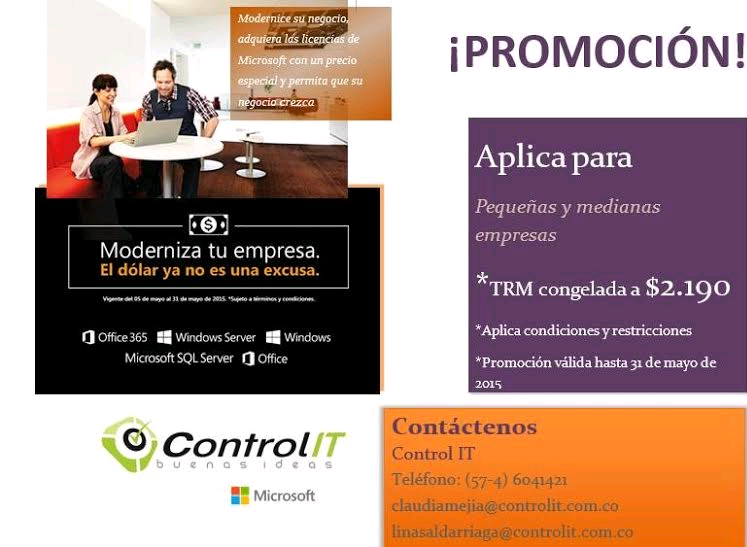 Modernice su negocio,
adquiera las licencias de
Microsoft con un precio
especial y permita que su
negocio crezca
¡PROMOCIÓN!
Aplica para
Pequeñas y medianas
empresas
*TRM congelada a $2.190
*Aplica condiciones y restricciones
*Promoción válida hasta 31 de mayo de
2015
$
Moderniza tu empresa.
El dólar ya no es una excusa.
Vigente del 05 de mayo al 31 de mayo de 2015. *Sujeto a términos y condiciones.
Office 365 Windows Server Windows
Microsoft SQL Server Office
Control IT
buenas ideas
Microsoft
Contáctenos
Control IT
Teléfono: (57-4) 6041421
claudiamejia@controlit.com.co
linasaldarriaga@controlit.com.co